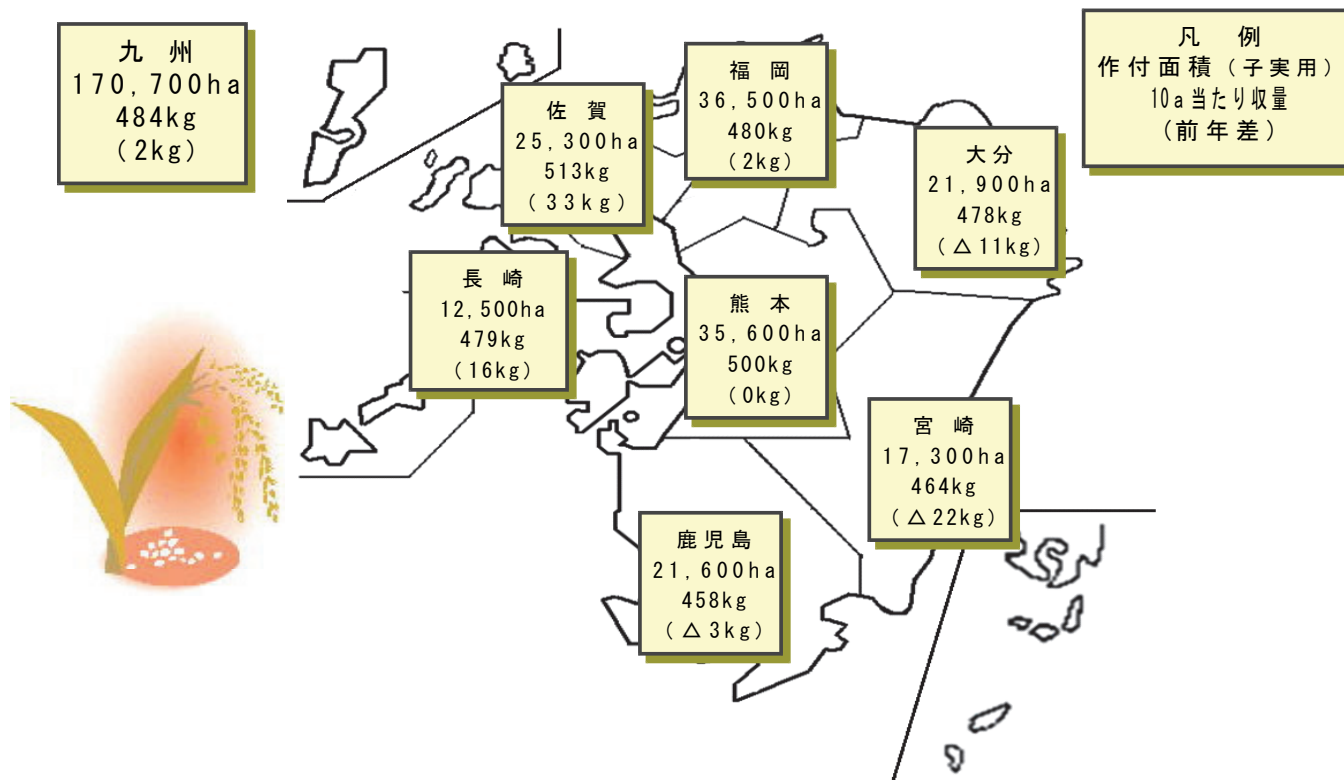 九州
170,700ha
484kg
(2kg)
凡例
作付面積(子実用)
10a当たり収量
(前年差)
福岡
36,500ha
480kg
(2kg)
佐賀
25,300ha
513kg
(33kg)
大分
21,900ha
478kg
(△11kg)
長崎
12,500ha
479kg
(16kg)
熊本
35,600ha
500kg
(0kg)
宮崎
17,300ha
464kg
(△22kg)
鹿児島
21,600ha
458kg
(△3kg)